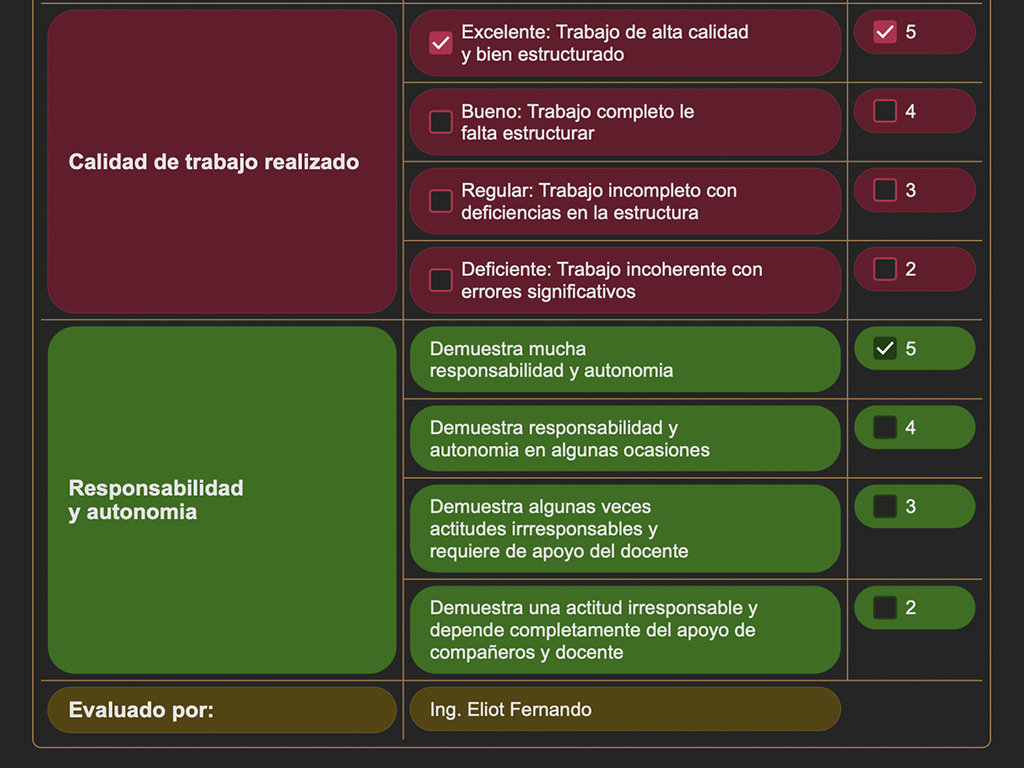 Calidad de trabajo realizado
Excelente: Trabajo de alta calidad
y bien estructurado
5
Bueno: Trabajo completo le
falta estructurar
4
Regular: Trabajo incompleto con
deficiencias en la estructura
3
Deficiente: Trabajo incoherente con
errores significativos
2
Responsabilidad
y autonomia
Demuestra mucha
responsabilidad y autonomia
5
Demuestra responsabilidad y
autonomia en algunas ocasiones
4
Demuestra algunas veces
actitudes irrresponsables y
requiere de apoyo del docente
3
Demuestra una actitud irresponsable y
depende completamente del apoyo de
compañeros y docente
2
Evaluado por:
Ing. Eliot Fernando